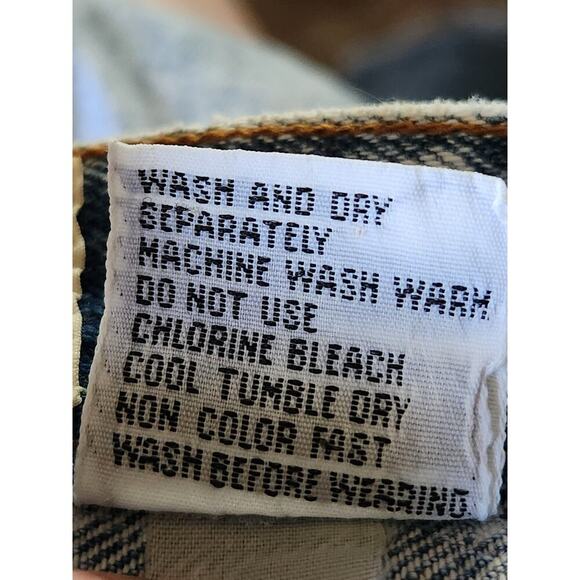 WASH AND DRY
SEPARATELY
MACHINE WASH WARM
DO NOT USE
CHLORINE BLEACH
COOL TUMBLE DRY
NON COLOR FAST
WASH BEFORE WEARING